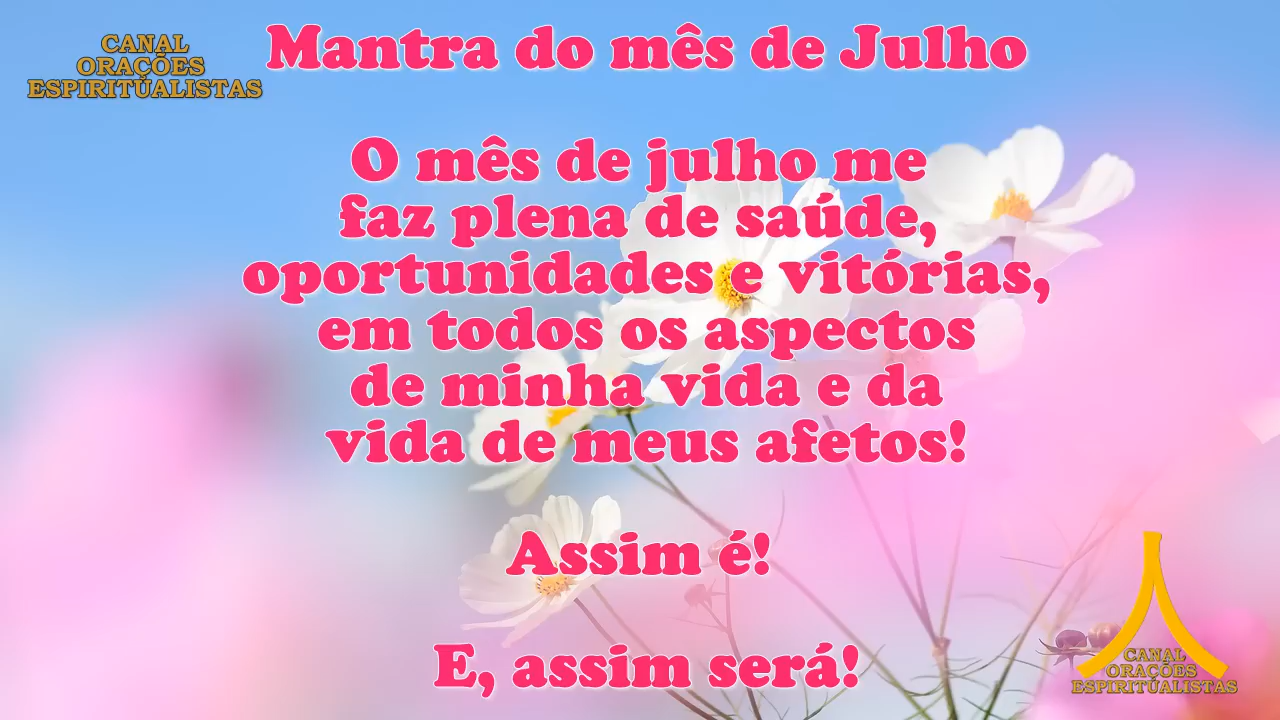 CANAL
ORAÇÕES
ESPIRITUALISTAS
Mantra do mês de Julho
O mês de julho me
faz plena de saúde,
oportunidades e vitórias,
em todos os aspectos
de minha vida e da
vida de meus afetos!
Assim é!
E, assim será!
CANAL
ORAÇÕES
ESPIRITUALISTAS